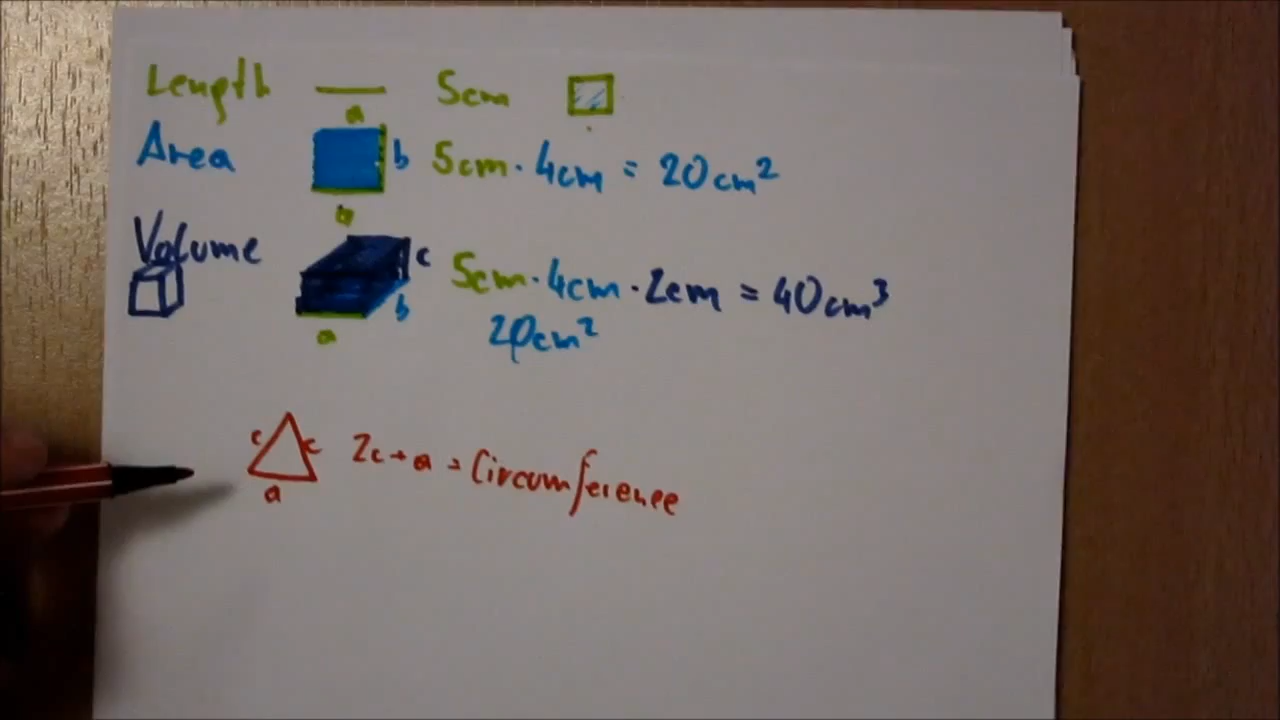 Length a 5cm
Area b 5cm · 4cm = 20cm²
a
Volume c 5cm · 4cm · 2cm = 40cm³
b 20cm²
a
c c 2c + a = Circumference
a